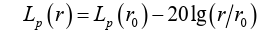 L_p(r) = L_p(r_0) − 20lg(r/r_0)